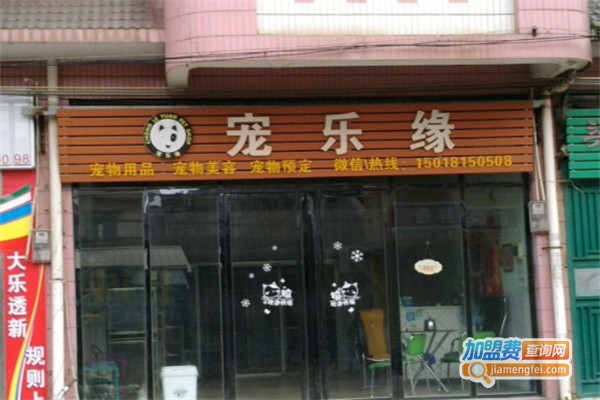 宠乐缘
宠物用品 宠物美容 宠物预定 微信\热线：15018150508
大乐透新
规则上
加盟费查询网
jiamengfei.com